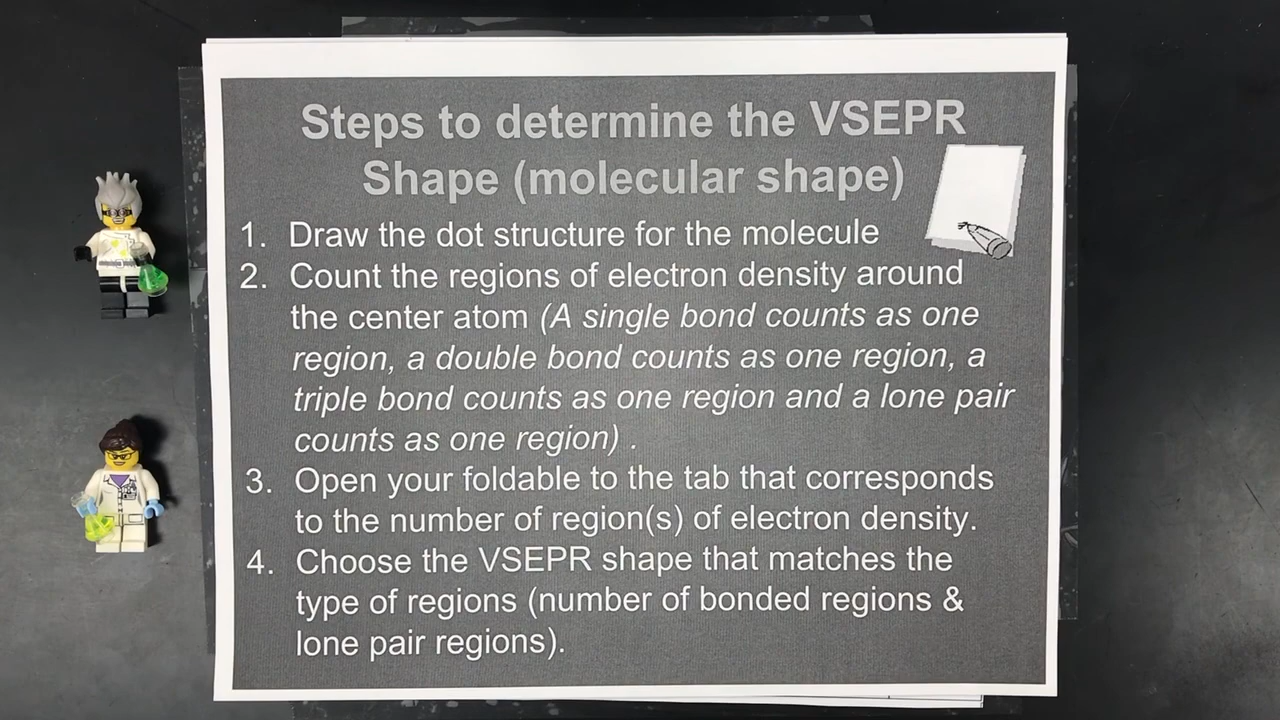 Steps to determine the VSEPR
Shape (molecular shape)
1. Draw the dot structure for the molecule
2. Count the regions of electron density around
the center atom (A single bond counts as one
region, a double bond counts as one region, a
triple bond counts as one region and a lone pair
counts as one region) .
3. Open your foldable to the tab that corresponds
to the number of region(s) of electron density.
4. Choose the VSEPR shape that matches the
type of regions (number of bonded regions &
lone pair regions).